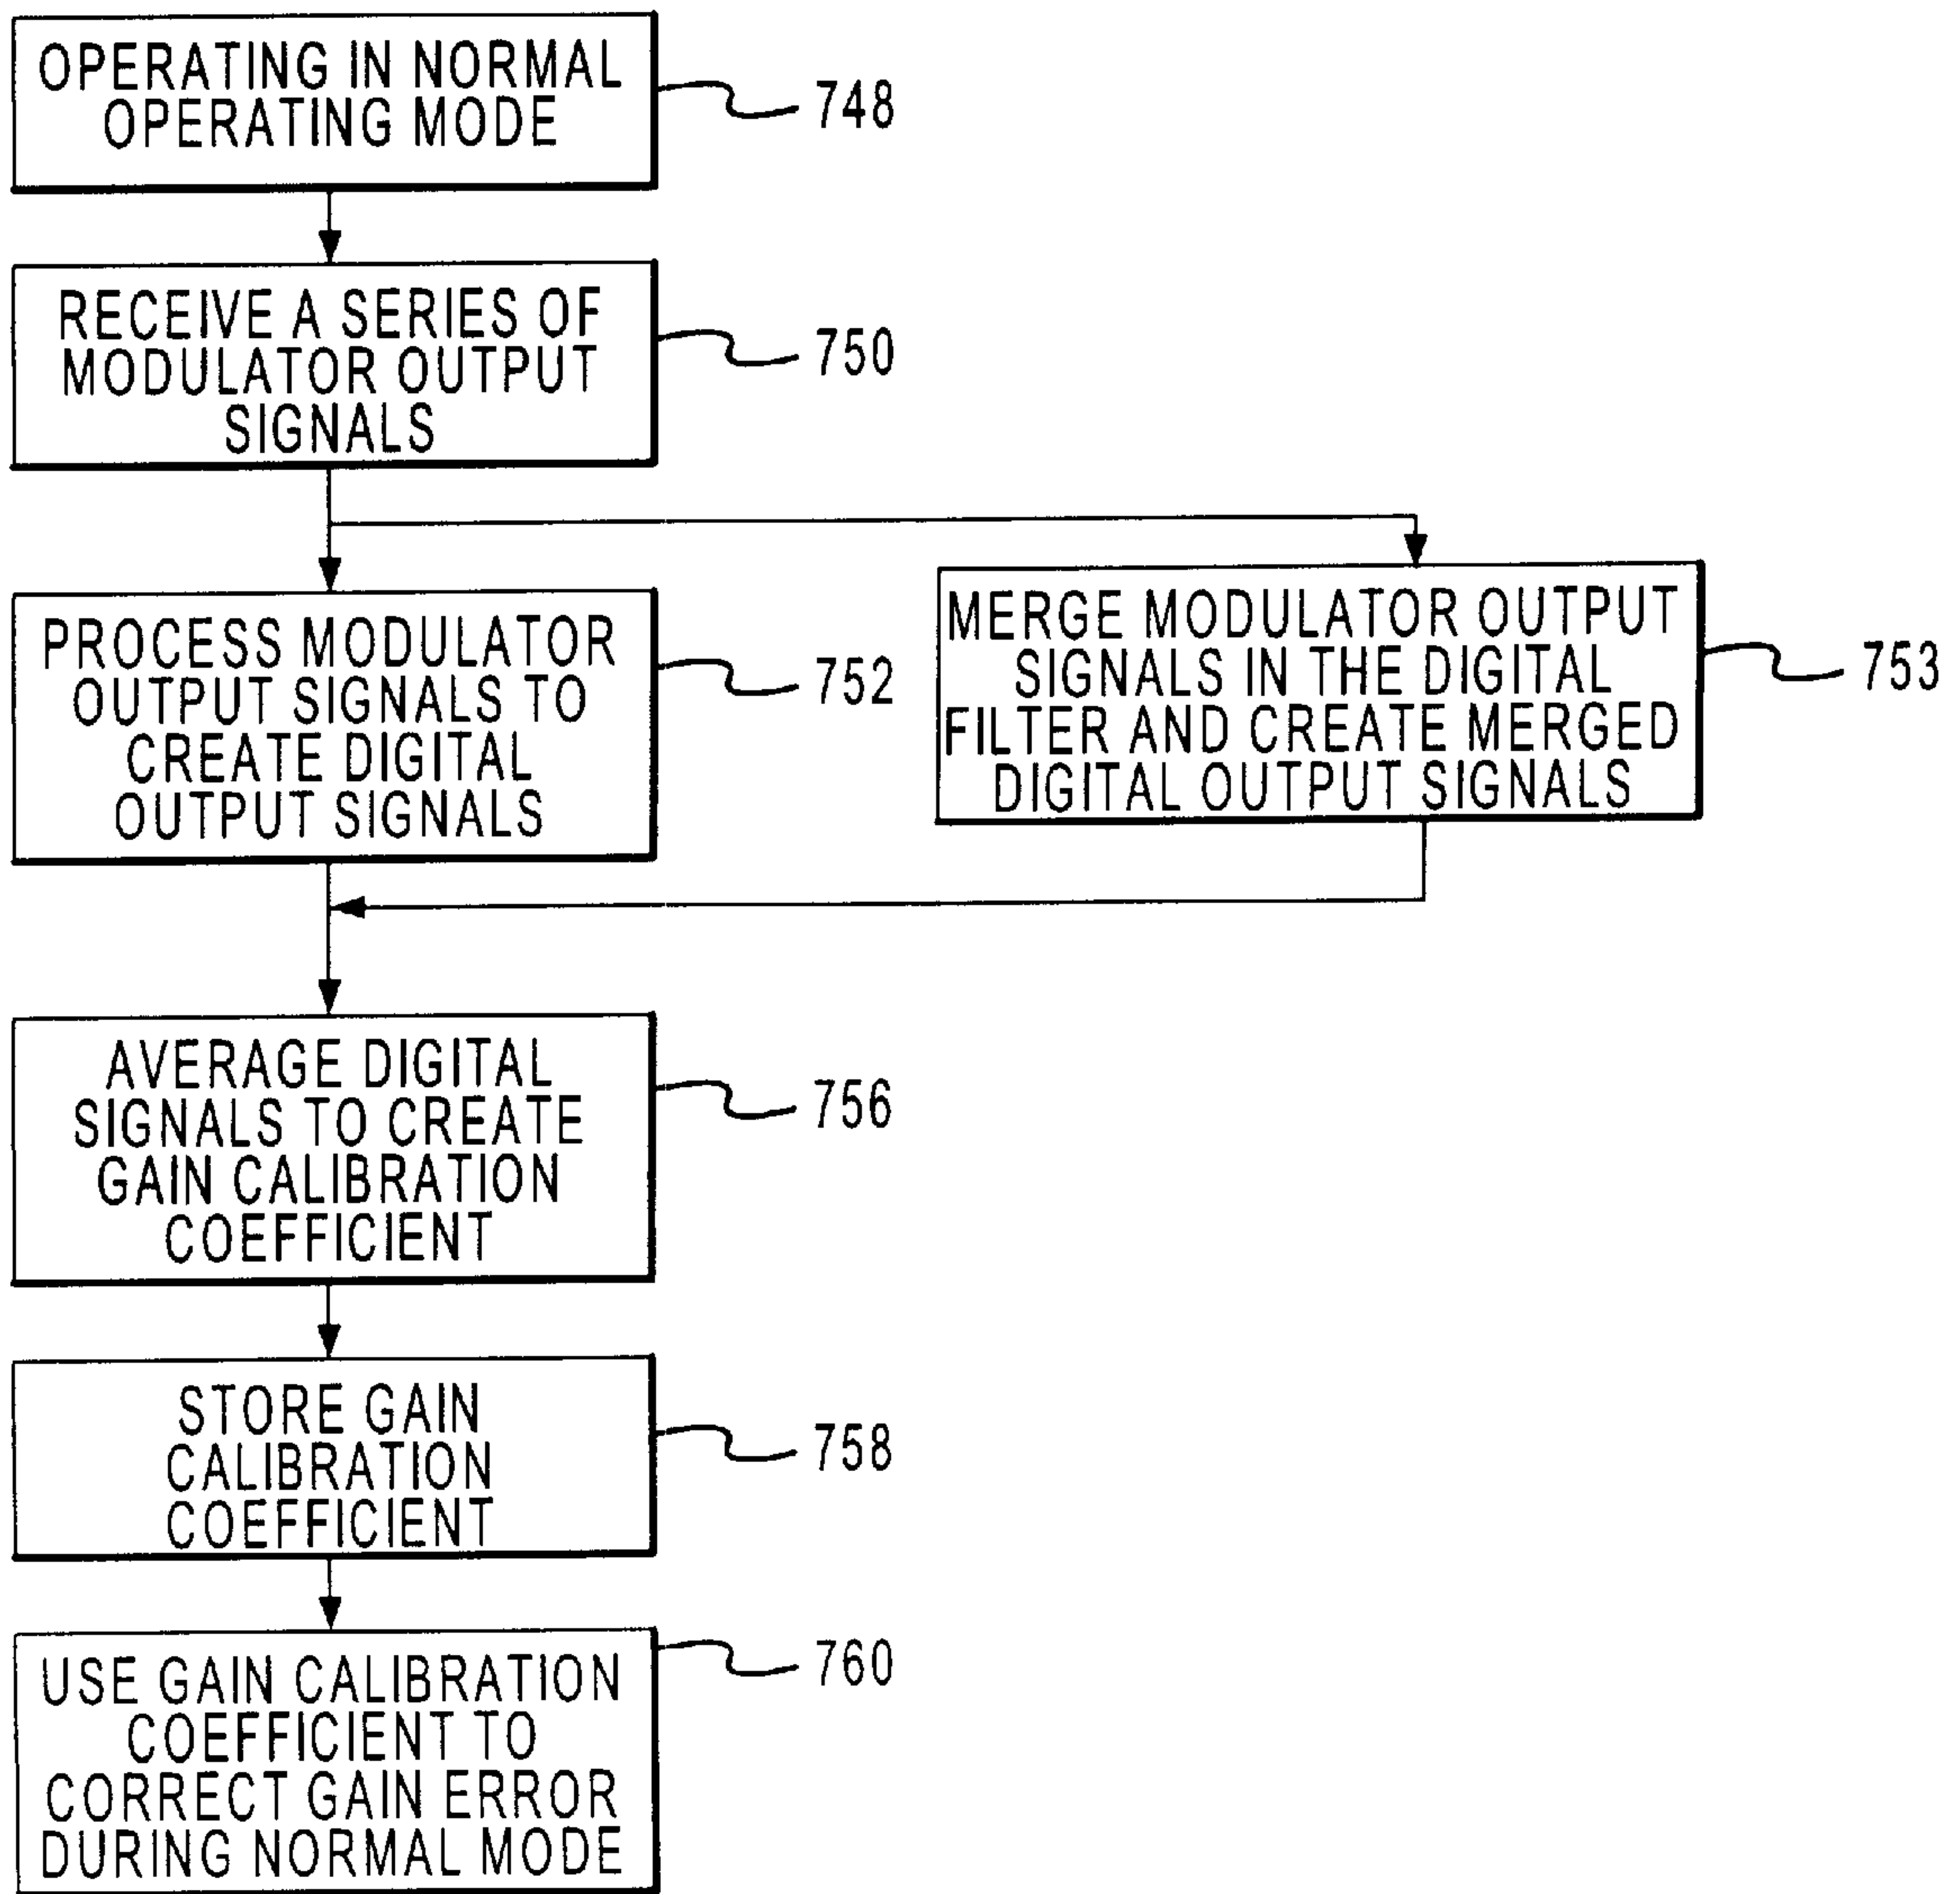 OPERATING IN NORMAL
OPERATING MODE
748
RECEIVE A SERIES OF
MODULATOR OUTPUT
SIGNALS
750
PROCESS MODULATOR
OUTPUT SIGNALS TO
CREATE DIGITAL
OUTPUT SIGNALS
752
MERGE MODULATOR OUTPUT
SIGNALS IN THE DIGITAL
FILTER AND CREATE MERGED
DIGITAL OUTPUT SIGNALS
753
AVERAGE DIGITAL
SIGNALS TO CREATE
GAIN CALIBRATION
COEFFICIENT
756
STORE GAIN
CALIBRATION
COEFFICIENT
758
USE GAIN CALIBRATION
COEFFICIENT TO
CORRECT GAIN ERROR
DURING NORMAL MODE
760